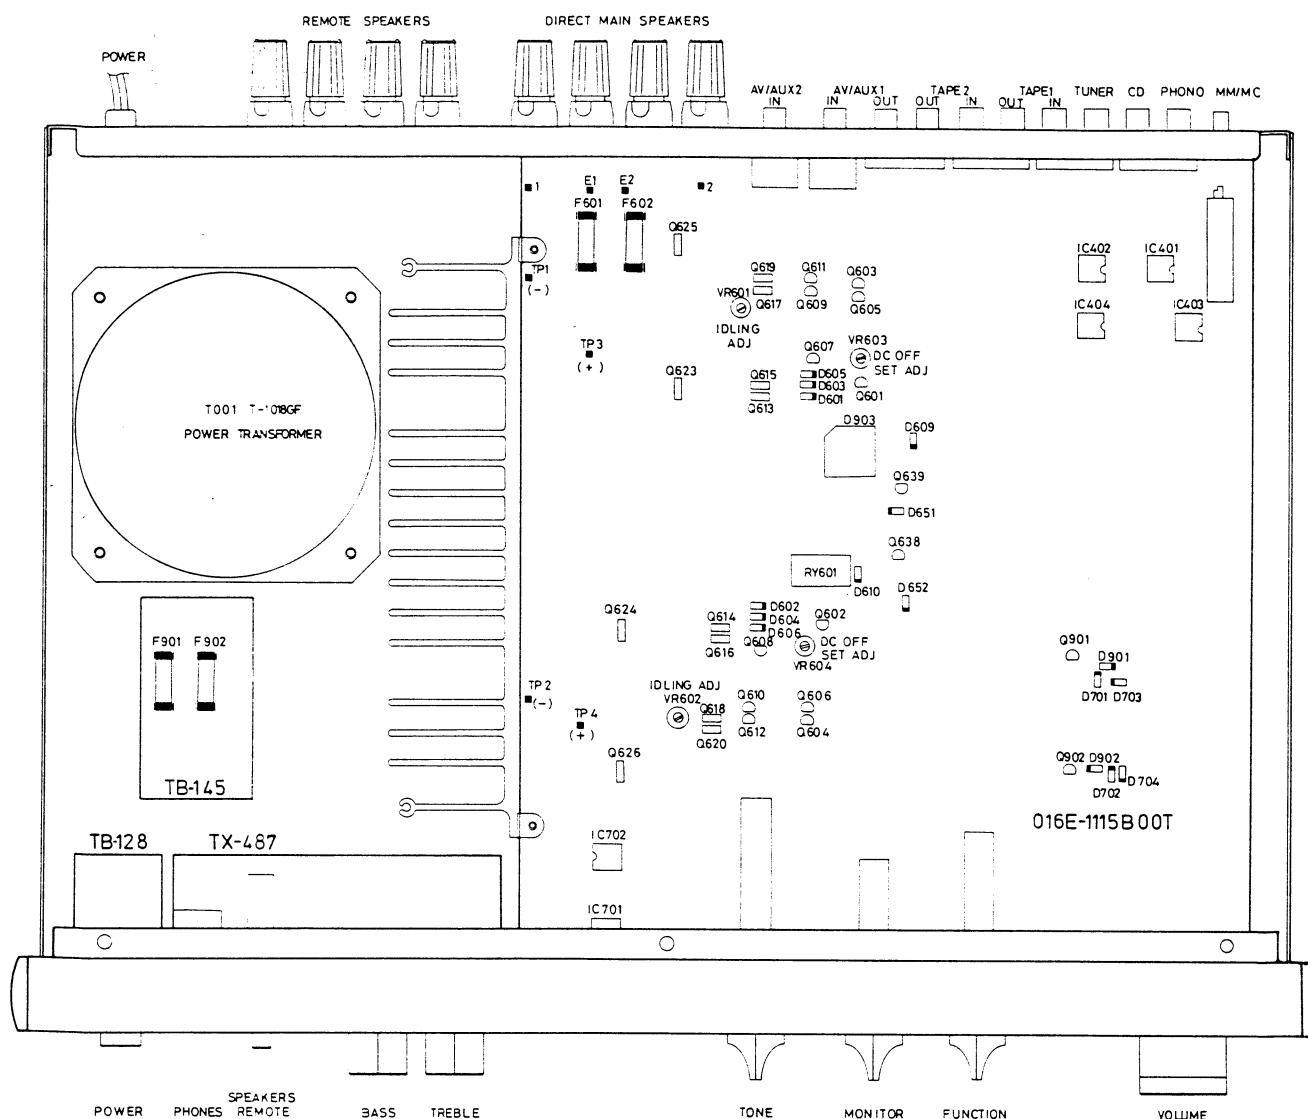 REMOTE SPEAKERS
DIRECT MAIN SPEAKERS
POWER
AV/AUX2
IN
AV/AUX1
IN
OUT
TAPE2
OUT
IN
TAPE1
OUT
IN
TUNER
CD
PHONO
MM/MC
1
E1
E2
2
F601
F602
Q625
IC402
IC401
TP1
(-)
Q619
Q611
Q603
VR601
Q617
Q609
Q605
IC404
IC403
IDLING
ADJ
TP3
(+)
Q607
VR603
DC OFF
SET ADJ
Q623
Q615
D605
D603
D601
Q601
Q613
T001 T-1018GF
POWER TRANSFORMER
D903
D609
Q639
D651
Q638
RY601
D610
D652
Q624
Q614
D602
D604
D606
Q602
Q616
Q608
DC OFF
SET ADJ
VR604
F901
F902
Q901
D901
D701
D703
TP2
(-)
IDLING ADJ
VR602
Q618
Q610
Q606
TP4
(+)
Q620
Q612
Q604
Q626
Q902
D902
D702
D704
TB-145
016E-1115B00T
TB-128
TX-487
IC702
IC701
POWER
PHONES
SPEAKERS
REMOTE
BASS
TREBLE
TONE
MONITOR
FUNCTION
VOLUME